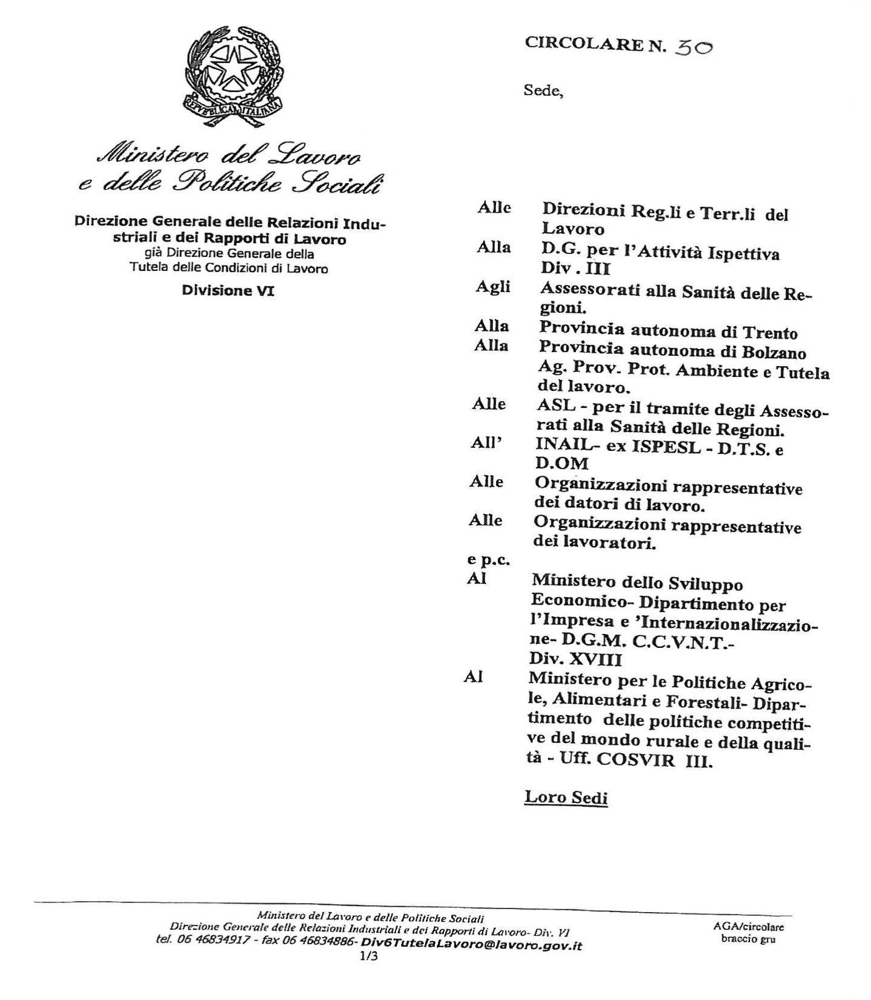 CIRCOLARE N. 30
Sede,
REPVBBLICA ITALIANA
Ministero del Lavoro
e delle Politiche Sociali
Direzione Generale delle Relazioni Indu-
striali e dei Rapporti di Lavoro
già Direzione Generale della
Tutela delle Condizioni di Lavoro
Divisione VI
Alle Direzioni Reg.li e Terr.li del
Lavoro
Alla D.G. per l'Attività Ispettiva
Div . III
Agli Assessorati alla Sanità delle Re-
gioni.
Alla Provincia autonoma di Trento
Alla Provincia autonoma di Bolzano
Ag. Prov. Prot. Ambiente e Tutela
del lavoro.
Alle ASL - per il tramite degli Assesso-
rati alla Sanità delle Regioni.
All' INAIL- ex ISPESL - D.T.S. e
D.OM
Alle Organizzazioni rappresentative
dei datori di lavoro.
Alle Organizzazioni rappresentative
dei lavoratori.
e p.c.
Al Ministero dello Sviluppo
Economico- Dipartimento per
l'Impresa e 'Internazionalizzazio-
ne- D.G.M. C.C.V.N.T.-
Div. XVIII
Al Ministero per le Politiche Agrico-
le, Alimentari e Forestali- Dipar-
timento delle politiche competiti-
ve del mondo rurale e della quali-
tà - Uff. COSVIR III.
Loro Sedi
Ministero del Lavoro e delle Politiche Sociali
Direzione Generale delle Relazioni Industriali e dei Rapporti di Lavoro- Div. VI
tel. 06 46834917 - fax 06 46834886- Div6TutelaLavoro@lavoro.gov.it
1/3
AGA/circolare
braccio gru